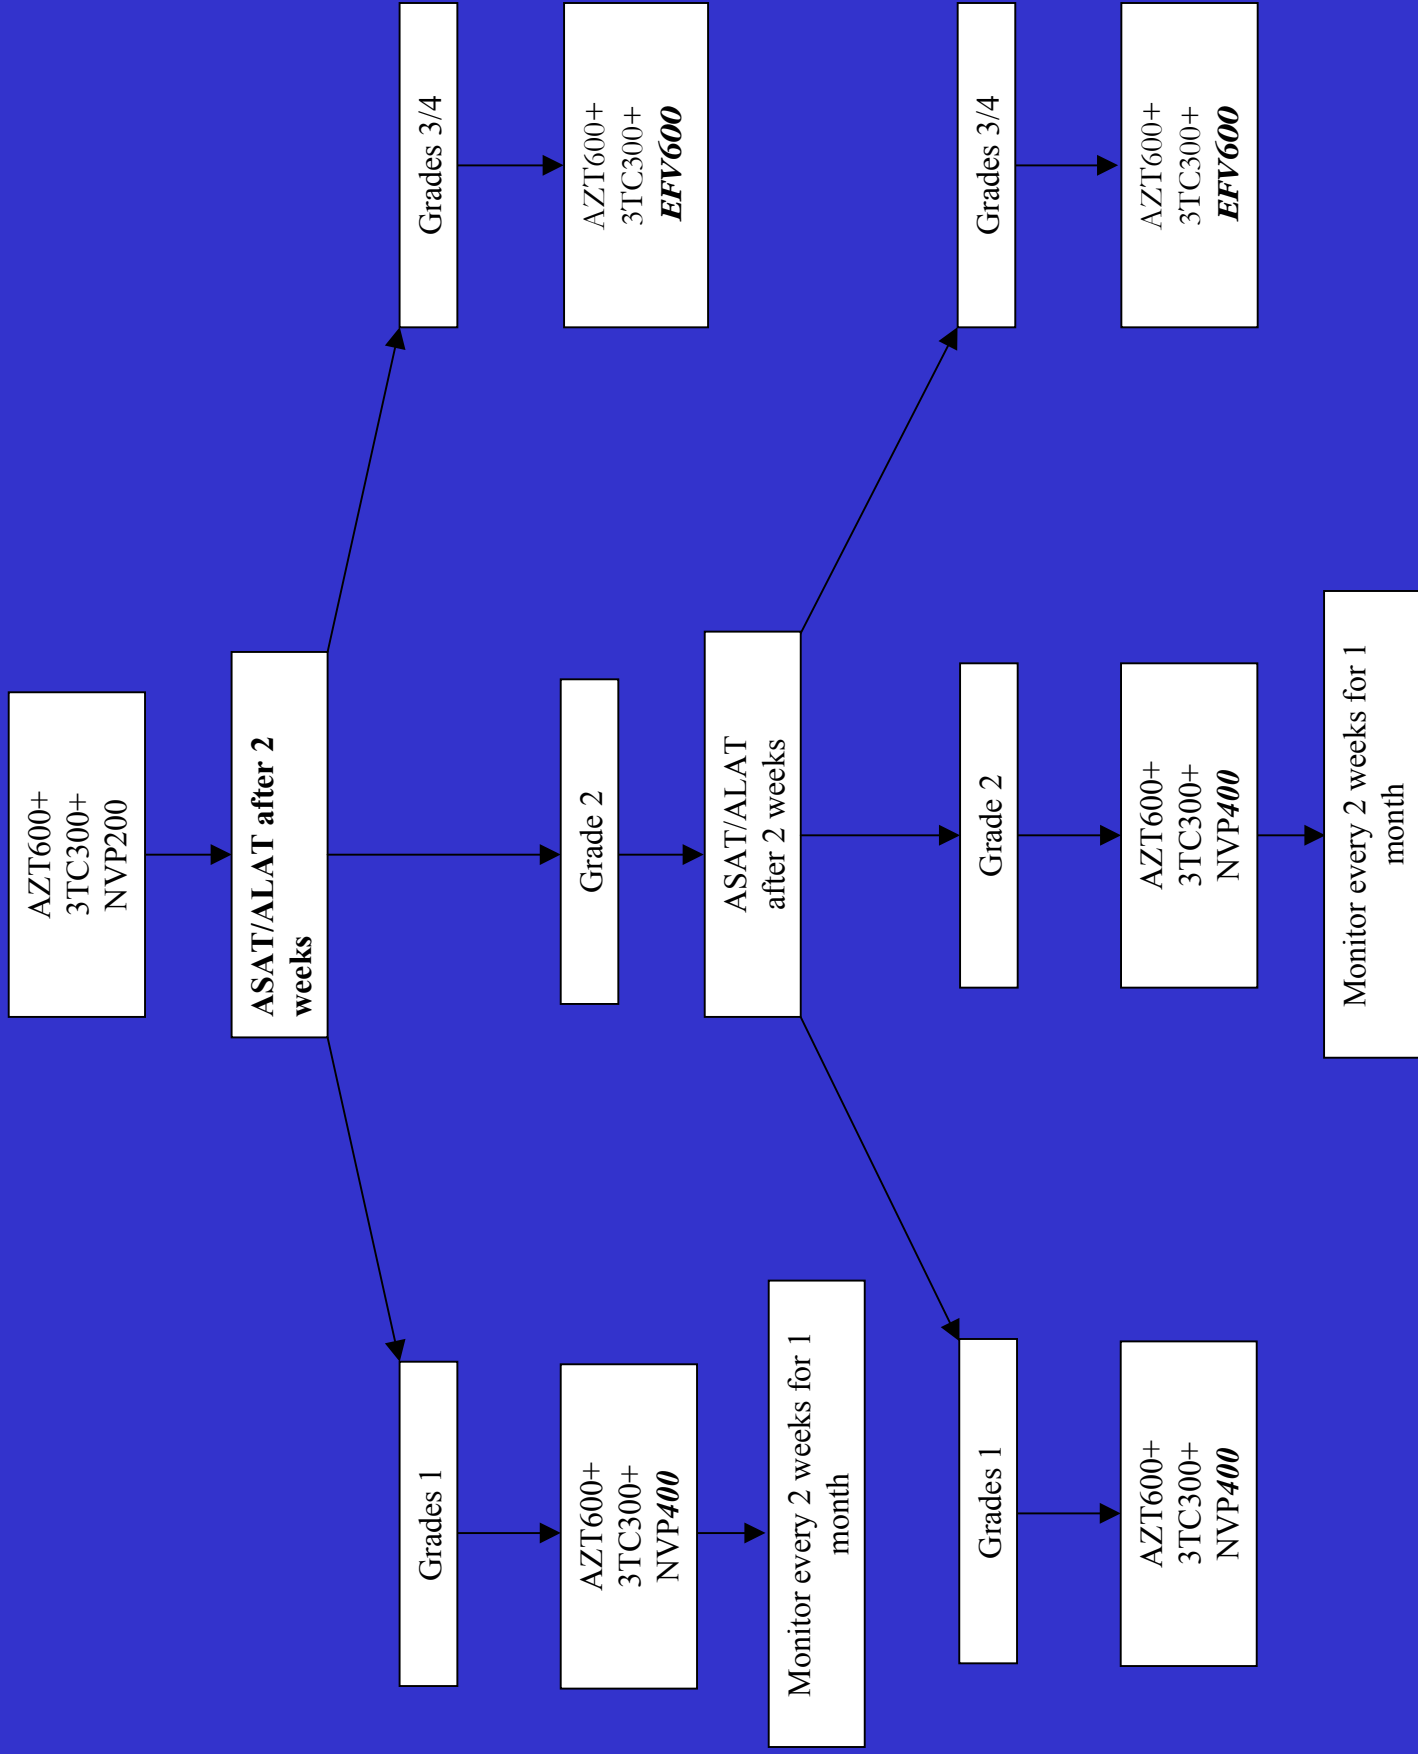 AZT600+
3TC300+
NVP200
ASAT/ALAT after 2
weeks
Grades 1
Grade 2
Grades 3/4
AZT600+
3TC300+
NVP400
AZT600+
3TC300+
EFV600
Monitor every 2 weeks for 1
month
ASAT/ALAT
after 2 weeks
Grades 1
Grade 2
Grades 3/4
AZT600+
3TC300+
NVP400
AZT600+
3TC300+
NVP400
AZT600+
3TC300+
EFV600
Monitor every 2 weeks for 1
month